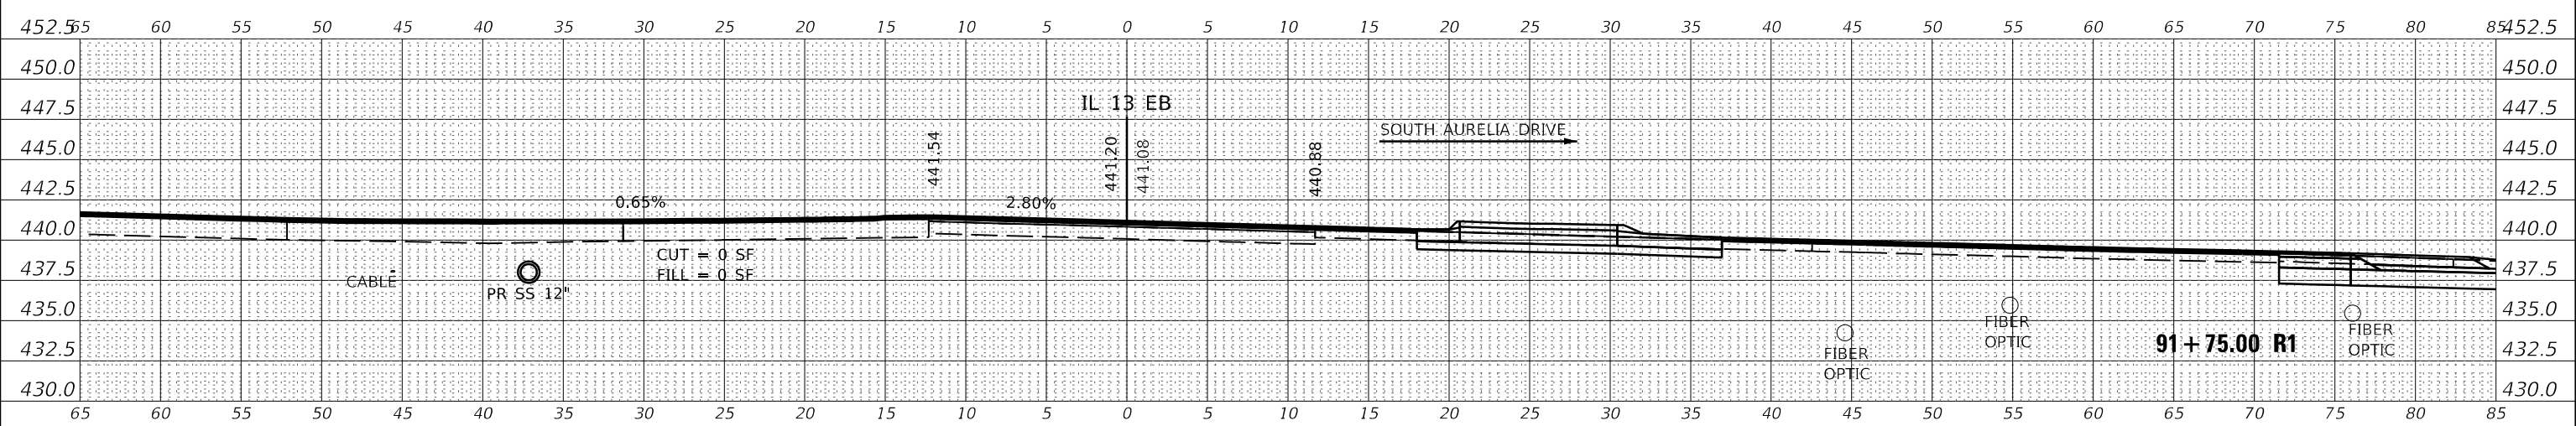 452.5 65 60 55 50 45 40 35 30 25 20 15 10 5 0 5 10 15 20 25 30 35 40 45 50 55 60 65 70 75 80 85 452.5
450.0 450.0
447.5 IL 13 EB 447.5
445.0 441.54 441.20 441.08 440.88 SOUTH AURELIA DRIVE 445.0
442.5 0.65% 2.80% 442.5
440.0 440.0
CUT = 0 SF
437.5 FILL = 0 SF 437.5
CABLE
PR SS 12"
435.0 FIBER OPTIC 435.0
432.5 FIBER OPTIC 91+75.00 R1 FIBER OPTIC 432.5
430.0 430.0
65 60 55 50 45 40 35 30 25 20 15 10 5 0 5 10 15 20 25 30 35 40 45 50 55 60 65 70 75 80 85